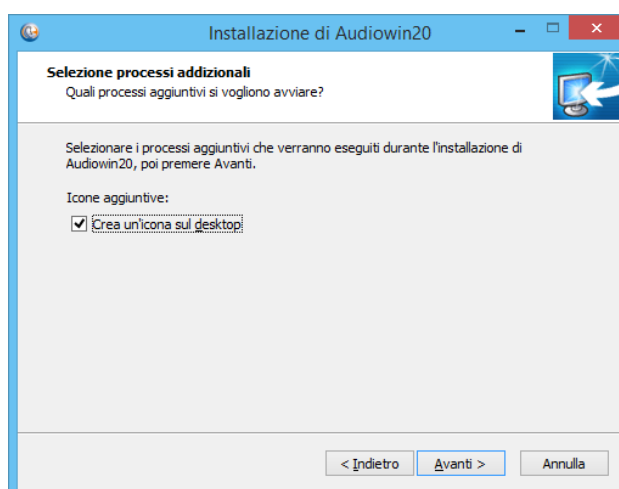 Installazione di Audiowin20
Selezione processi addizionali
Quali processi aggiuntivi si vogliono avviare?
Selezionare i processi aggiuntivi che verranno eseguiti durante l'installazione di
Audiowin20, poi premere Avanti.
Icone aggiuntive:
Crea un'icona sul desktop
< Indietro
Avanti >
Annulla